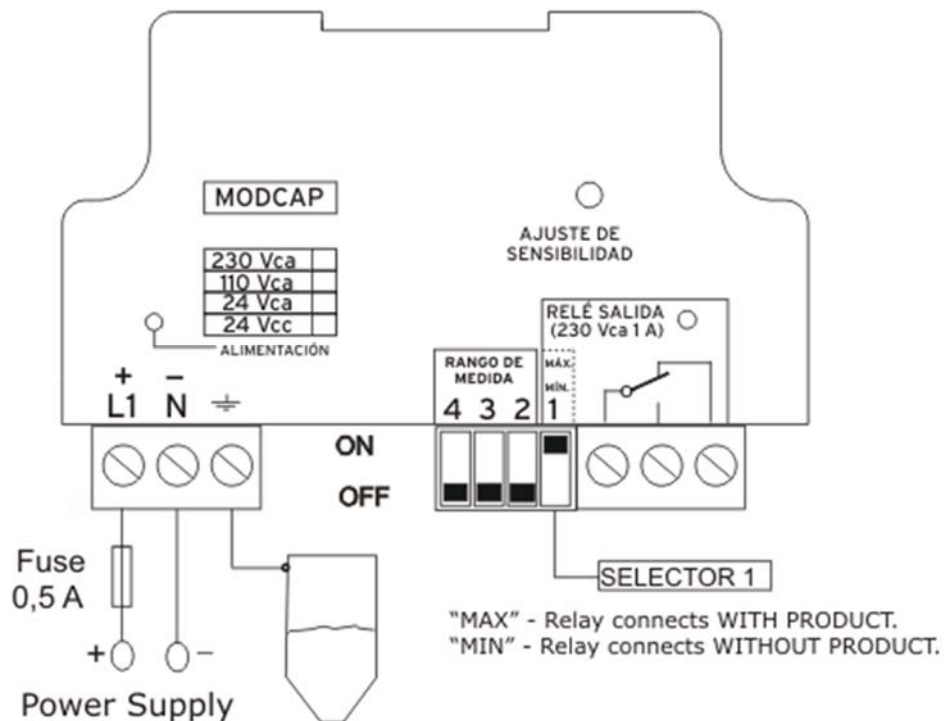 MODCAP
230 Vca
110 Vca
24 Vca
24 Vcc
ALIMENTACIÓN
AJUSTE DE
SENSIBILIDAD
RELÉ SALIDA
(230 Vca 1 A)
RANGO DE
MEDIDA
MÁX.
MÍN.
4 3 2 1
+ −
L1 N
ON
OFF
Fuse
0,5 A
+ −
Power Supply
SELECTOR 1
"MAX" - Relay connects WITH PRODUCT.
"MIN" - Relay connects WITHOUT PRODUCT.